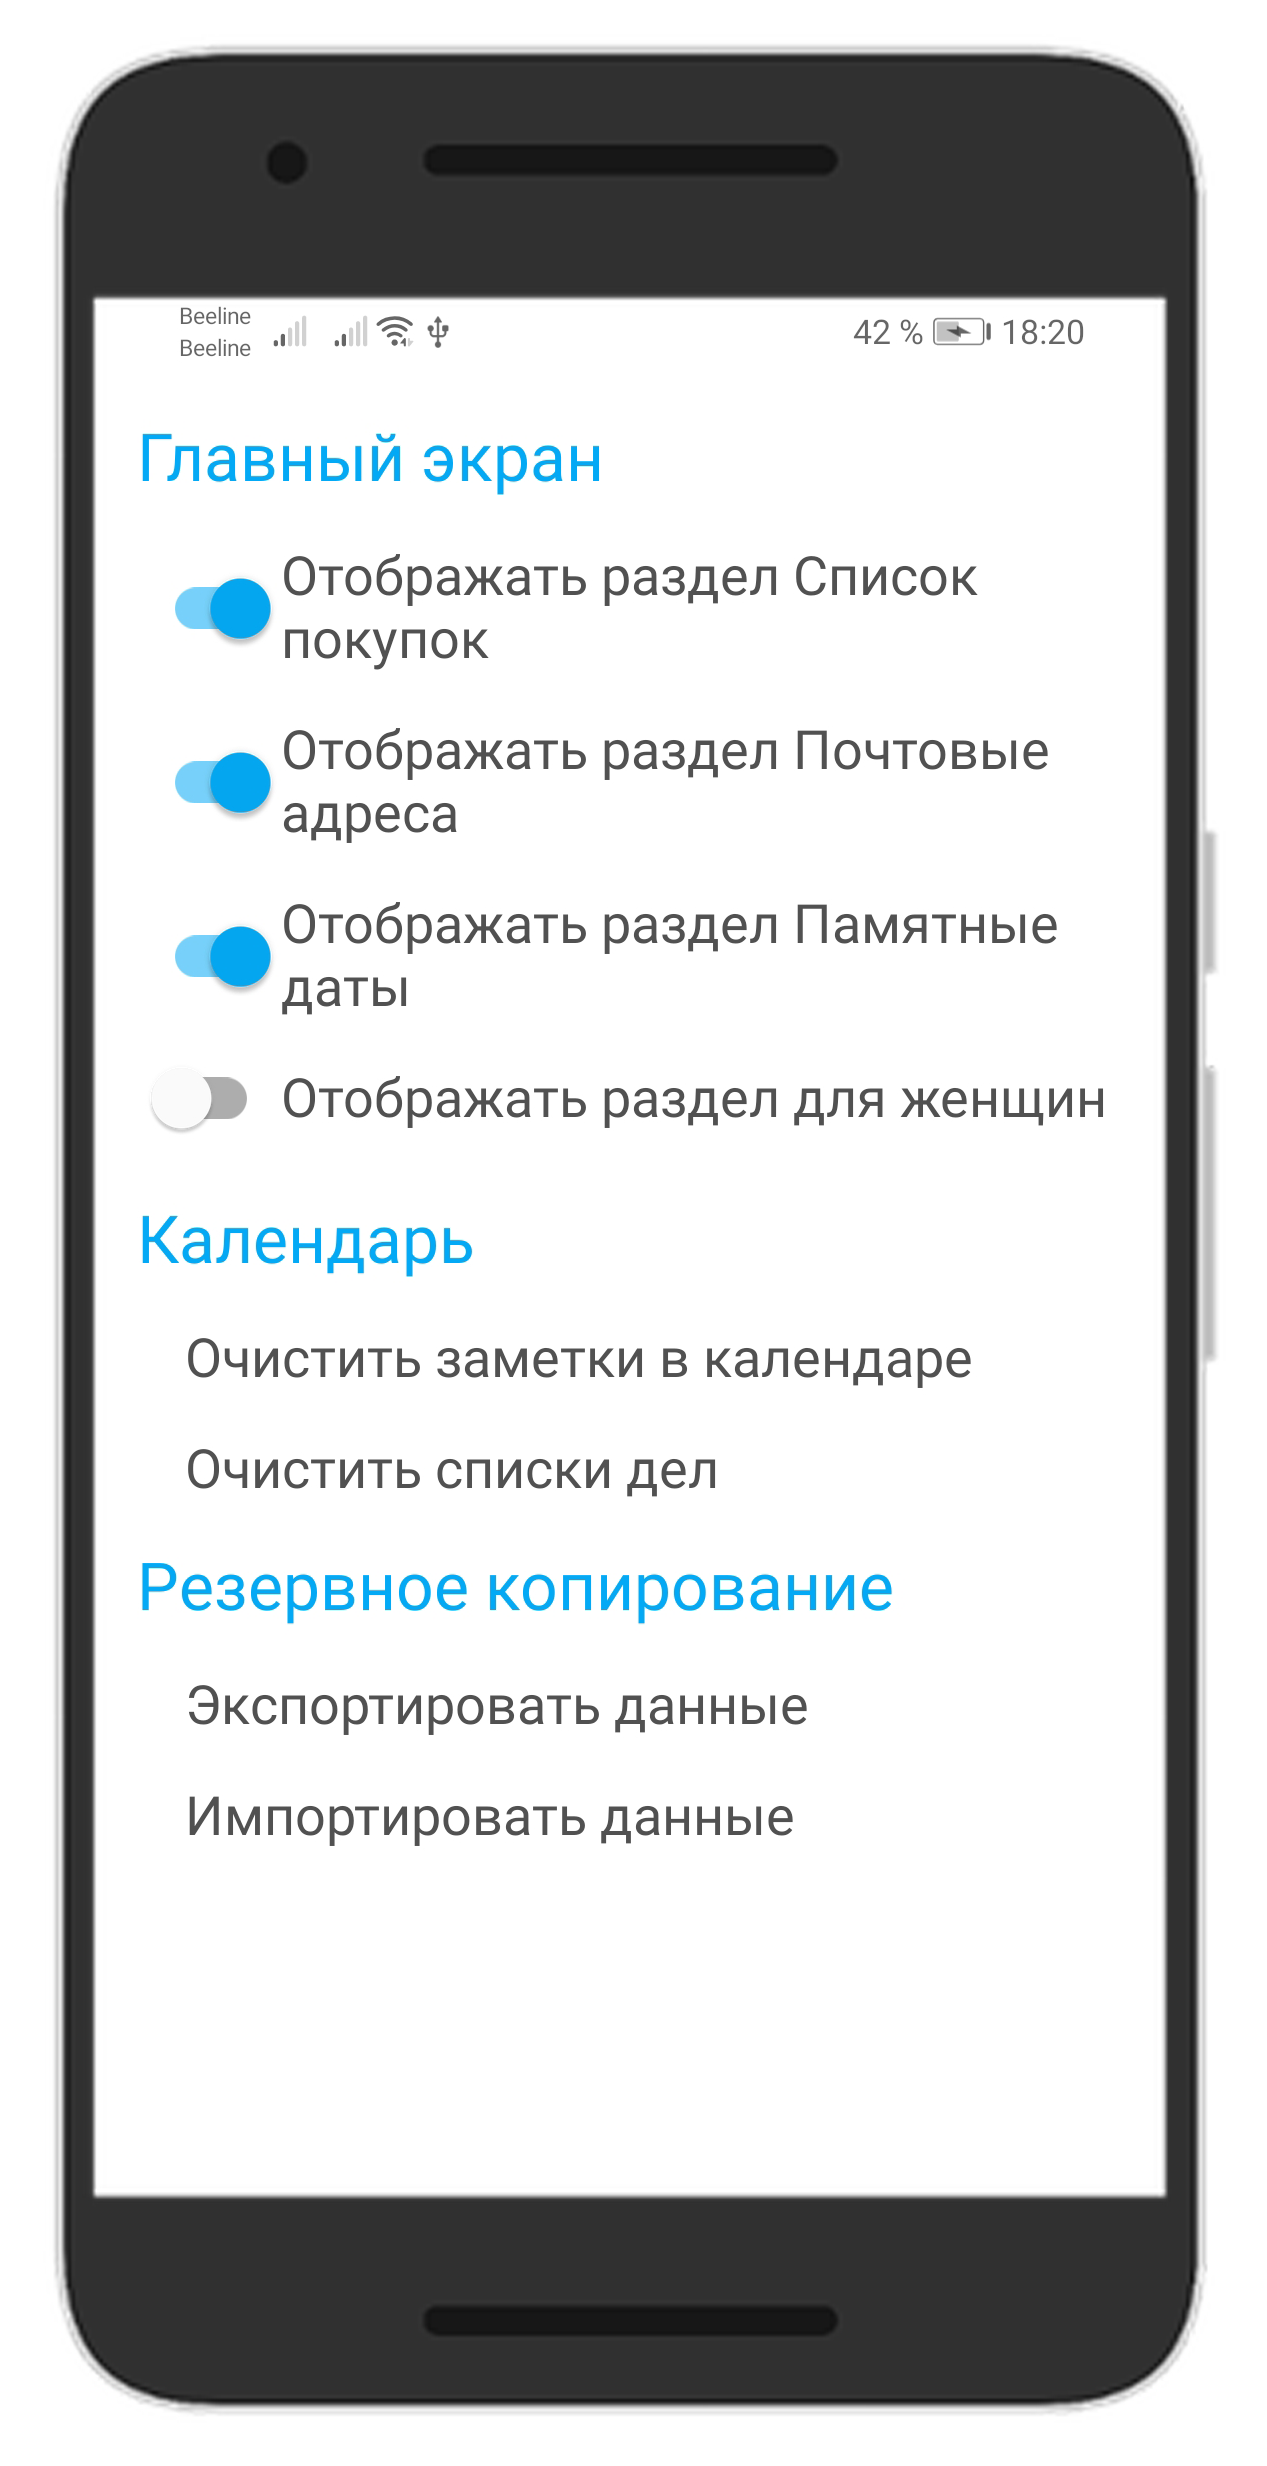 Beeline
Beeline
42 % 18:20
Главный экран
Отображать раздел Список
покупок
Отображать раздел Почтовые
адреса
Отображать раздел Памятные
даты
Отображать раздел для женщин
Календарь
Очистить заметки в календаре
Очистить списки дел
Резервное копирование
Экспортировать данные
Импортировать данные